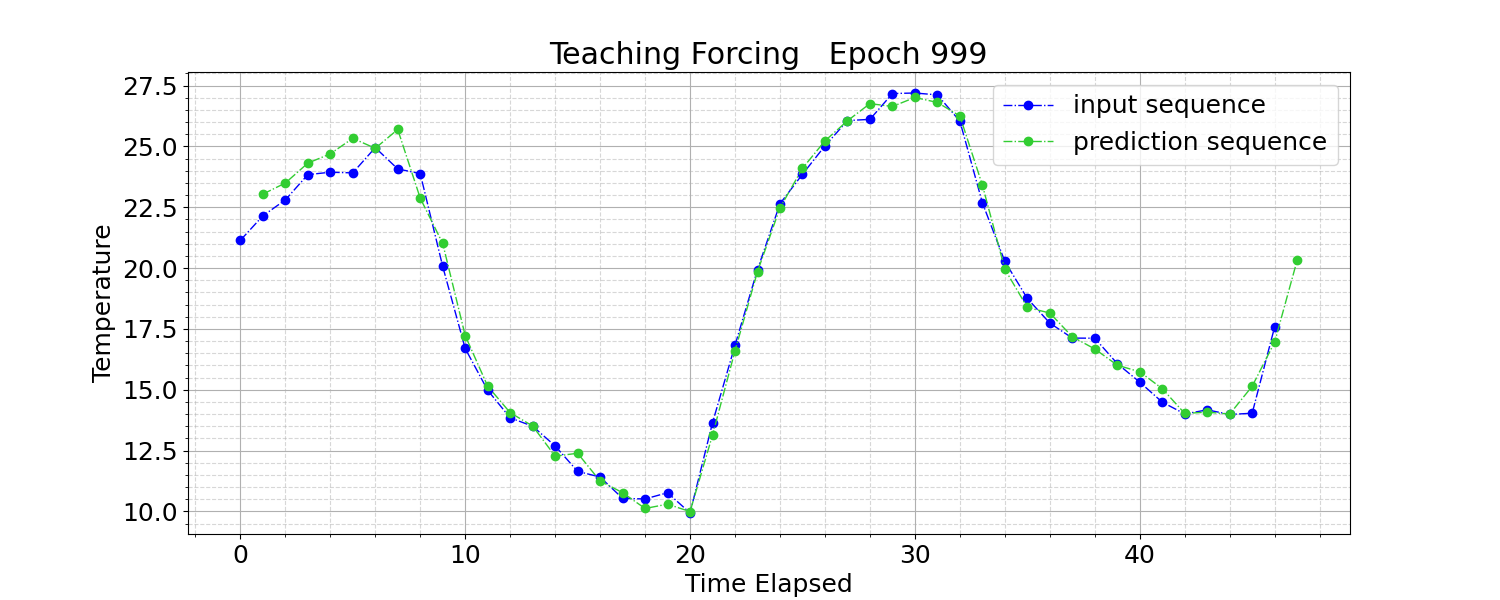 Teaching Forcing   Epoch 999
27.5
25.0
22.5
20.0
17.5
15.0
12.5
10.0
Temperature
input sequence
prediction sequence
0 10 20 30 40
Time Elapsed